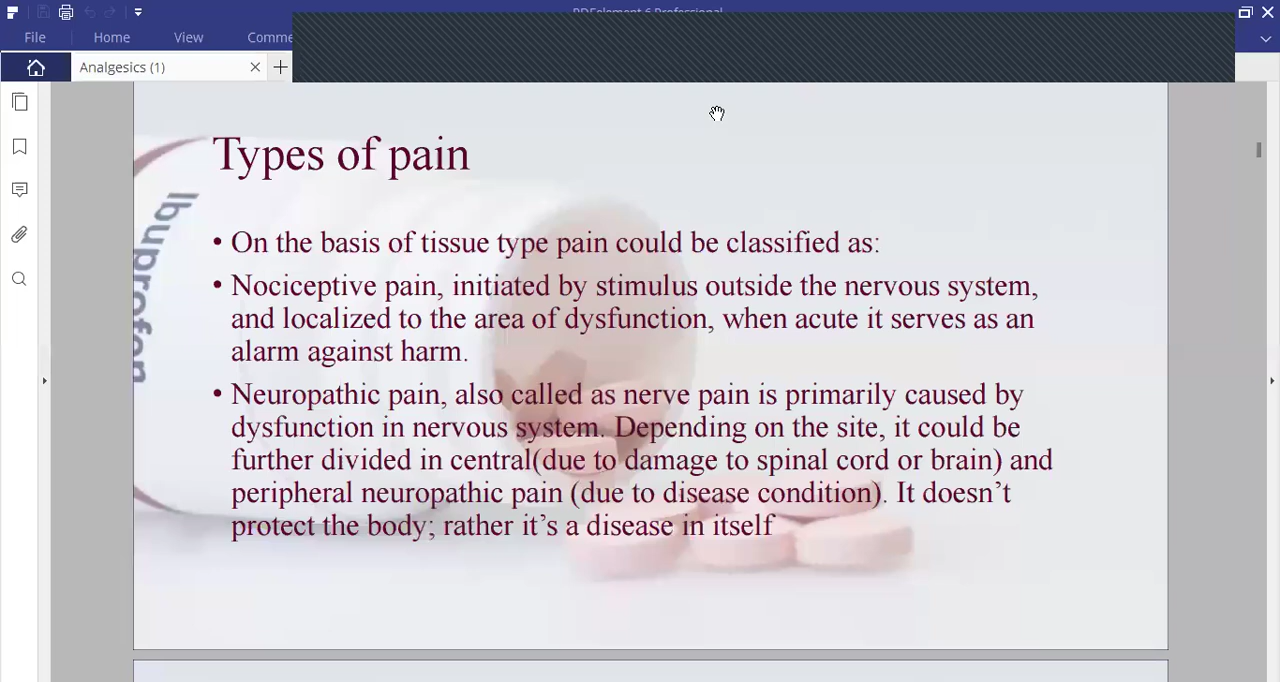 File Home View Comme
Analgesics (1)
Types of pain
• On the basis of tissue type pain could be classified as:
• Nociceptive pain, initiated by stimulus outside the nervous system,
and localized to the area of dysfunction, when acute it serves as an
alarm against harm.
• Neuropathic pain, also called as nerve pain is primarily caused by
dysfunction in nervous system. Depending on the site, it could be
further divided in central(due to damage to spinal cord or brain) and
peripheral neuropathic pain (due to disease condition). It doesn’t
protect the body; rather it’s a disease in itself
Ibuprofen